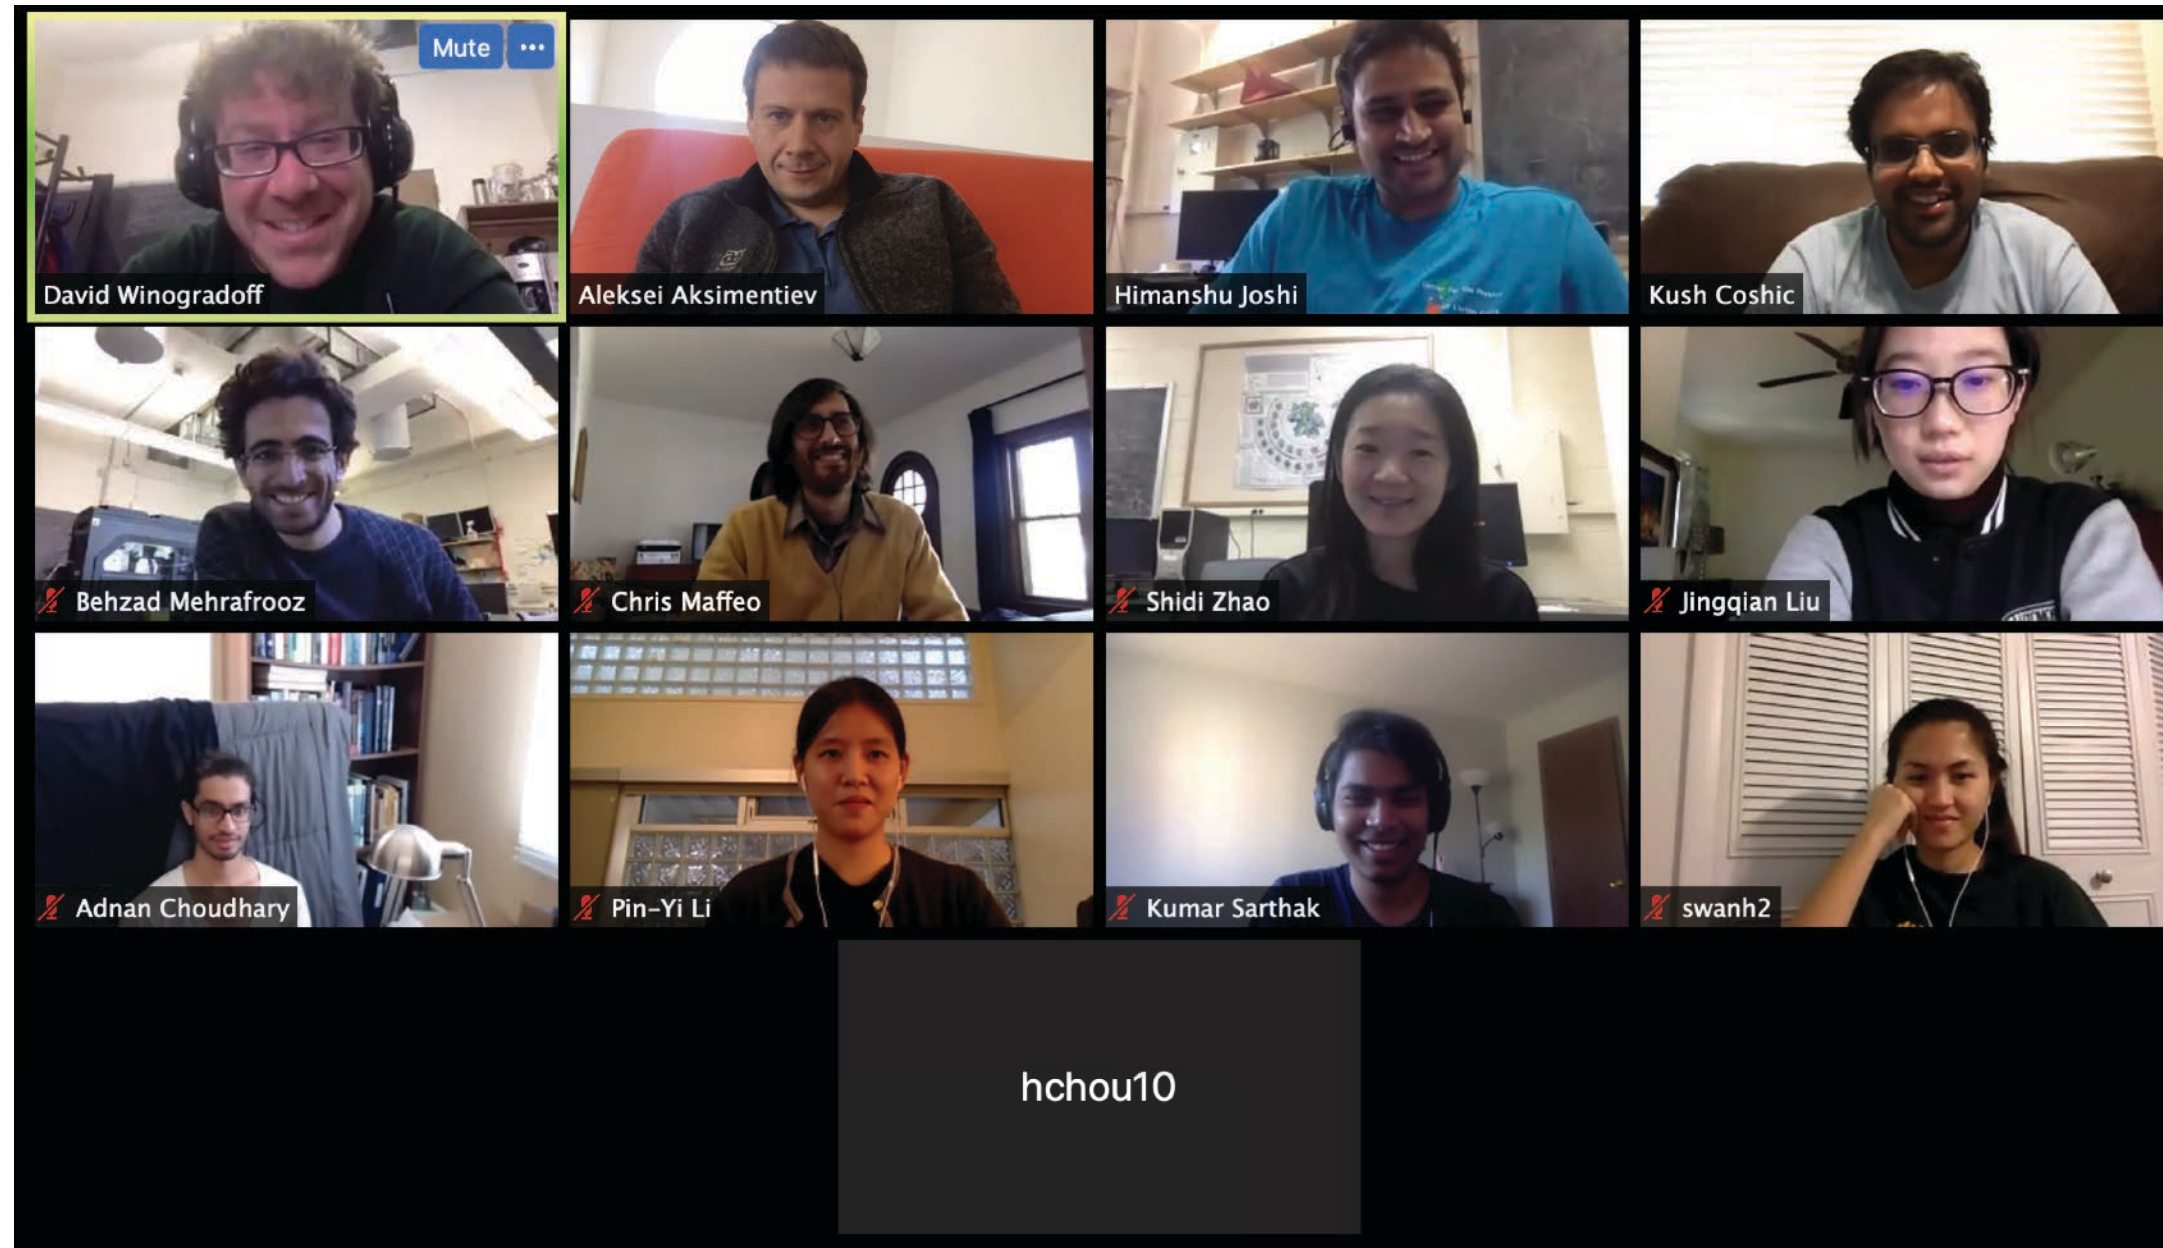 Mute •••
David Winogradoff
Aleksei Aksimentiev
Himanshu Joshi
Kush Coshic
Behzad Mehrafrooz
Chris Maffeo
Shidi Zhao
Jingqian Liu
Adnan Choudhary
Pin-Yi Li
Kumar Sarthak
swanh2
hchou10